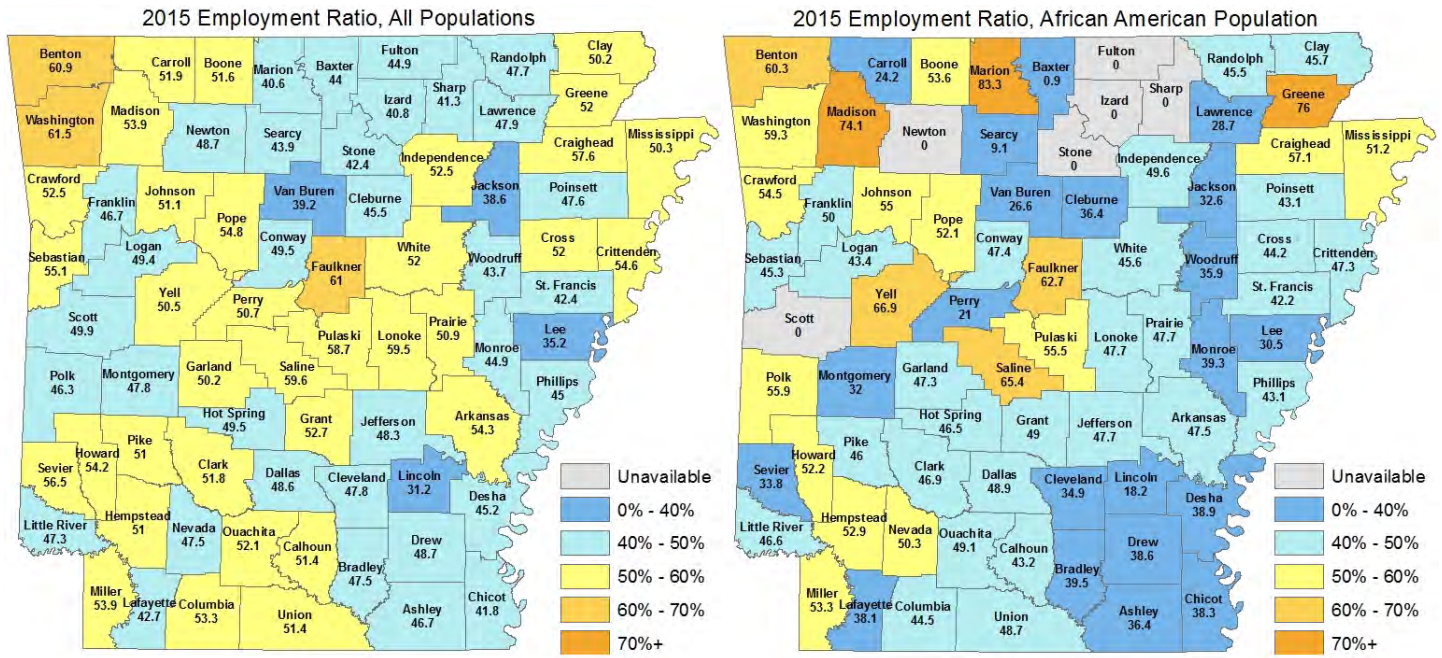 2015 Employment Ratio, All Populations
Benton
60.9
Carroll
51.9
Boone
51.6
Marion
40.6
Baxter
44
Fulton
44.9
Randolph
47.7
Clay
50.2
Washington
61.5
Madison
53.9
Newton
48.7
Searcy
43.9
Stone
42.4
Izard
40.8
Sharp
41.3
Lawrence
47.9
Greene
52
Independence
52.5
Craighead
57.6
Mississippi
50.3
Crawford
52.5
Franklin
46.7
Johnson
51.1
Pope
54.8
Van Buren
39.2
Cleburne
45.5
Jackson
38.6
Poinsett
47.6
Sebastian
55.1
Logan
49.4
Conway
49.5
Faulkner
61
White
52
Woodruff
43.7
Cross
52
Crittenden
54.6
St. Francis
42.4
Scott
49.9
Yell
50.5
Perry
50.7
Pulaski
58.7
Lonoke
59.5
Prairie
50.9
Monroe
44.9
Lee
35.2
Polk
46.3
Montgomery
47.8
Garland
50.2
Saline
59.6
Phillips
45
Hot Spring
49.5
Grant
52.7
Jefferson
48.3
Arkansas
54.3
Sevier
56.5
Howard
54.2
Pike
51
Clark
51.8
Dallas
48.6
Cleveland
47.8
Lincoln
31.2
Desha
45.2
Little River
47.3
Hempstead
51
Nevada
47.5
Ouachita
52.1
Calhoun
51.4
Bradley
47.5
Drew
48.7
Miller
53.9
Lafayette
42.7
Columbia
53.3
Union
51.4
Ashley
46.7
Chicot
41.8
Unavailable
0% - 40%
40% - 50%
50% - 60%
60% - 70%
70%+
2015 Employment Ratio, African American Population
Benton
60.3
Carroll
24.2
Boone
53.6
Marion
83.3
Baxter
0.9
Fulton
0
Randolph
45.5
Clay
45.7
Washington
59.3
Madison
74.1
Newton
0
Searcy
9.1
Stone
0
Izard
0
Sharp
0
Lawrence
28.7
Greene
76
Independence
49.6
Craighead
57.1
Mississippi
51.2
Crawford
54.5
Franklin
50
Johnson
55
Pope
52.1
Van Buren
26.6
Cleburne
36.4
Jackson
32.6
Poinsett
43.1
Sebastian
45.3
Logan
43.4
Conway
47.4
Faulkner
62.7
White
45.6
Woodruff
35.9
Cross
44.2
Crittenden
47.3
St. Francis
42.2
Scott
0
Yell
66.9
Perry
21
Pulaski
55.5
Lonoke
47.7
Prairie
47.7
Monroe
39.3
Lee
30.5
Polk
55.9
Montgomery
32
Garland
47.3
Saline
65.4
Phillips
43.1
Hot Spring
46.5
Grant
49
Jefferson
47.7
Arkansas
47.5
Sevier
33.8
Howard
52.2
Pike
46
Clark
46.9
Dallas
48.9
Cleveland
34.9
Lincoln
18.2
Desha
38.9
Little River
46.6
Hempstead
52.9
Nevada
50.3
Ouachita
49.1
Calhoun
43.2
Bradley
39.5
Drew
38.6
Miller
53.3
Lafayette
38.1
Columbia
44.5
Union
48.7
Ashley
36.4
Chicot
38.3
Unavailable
0% - 40%
40% - 50%
50% - 60%
60% - 70%
70%+